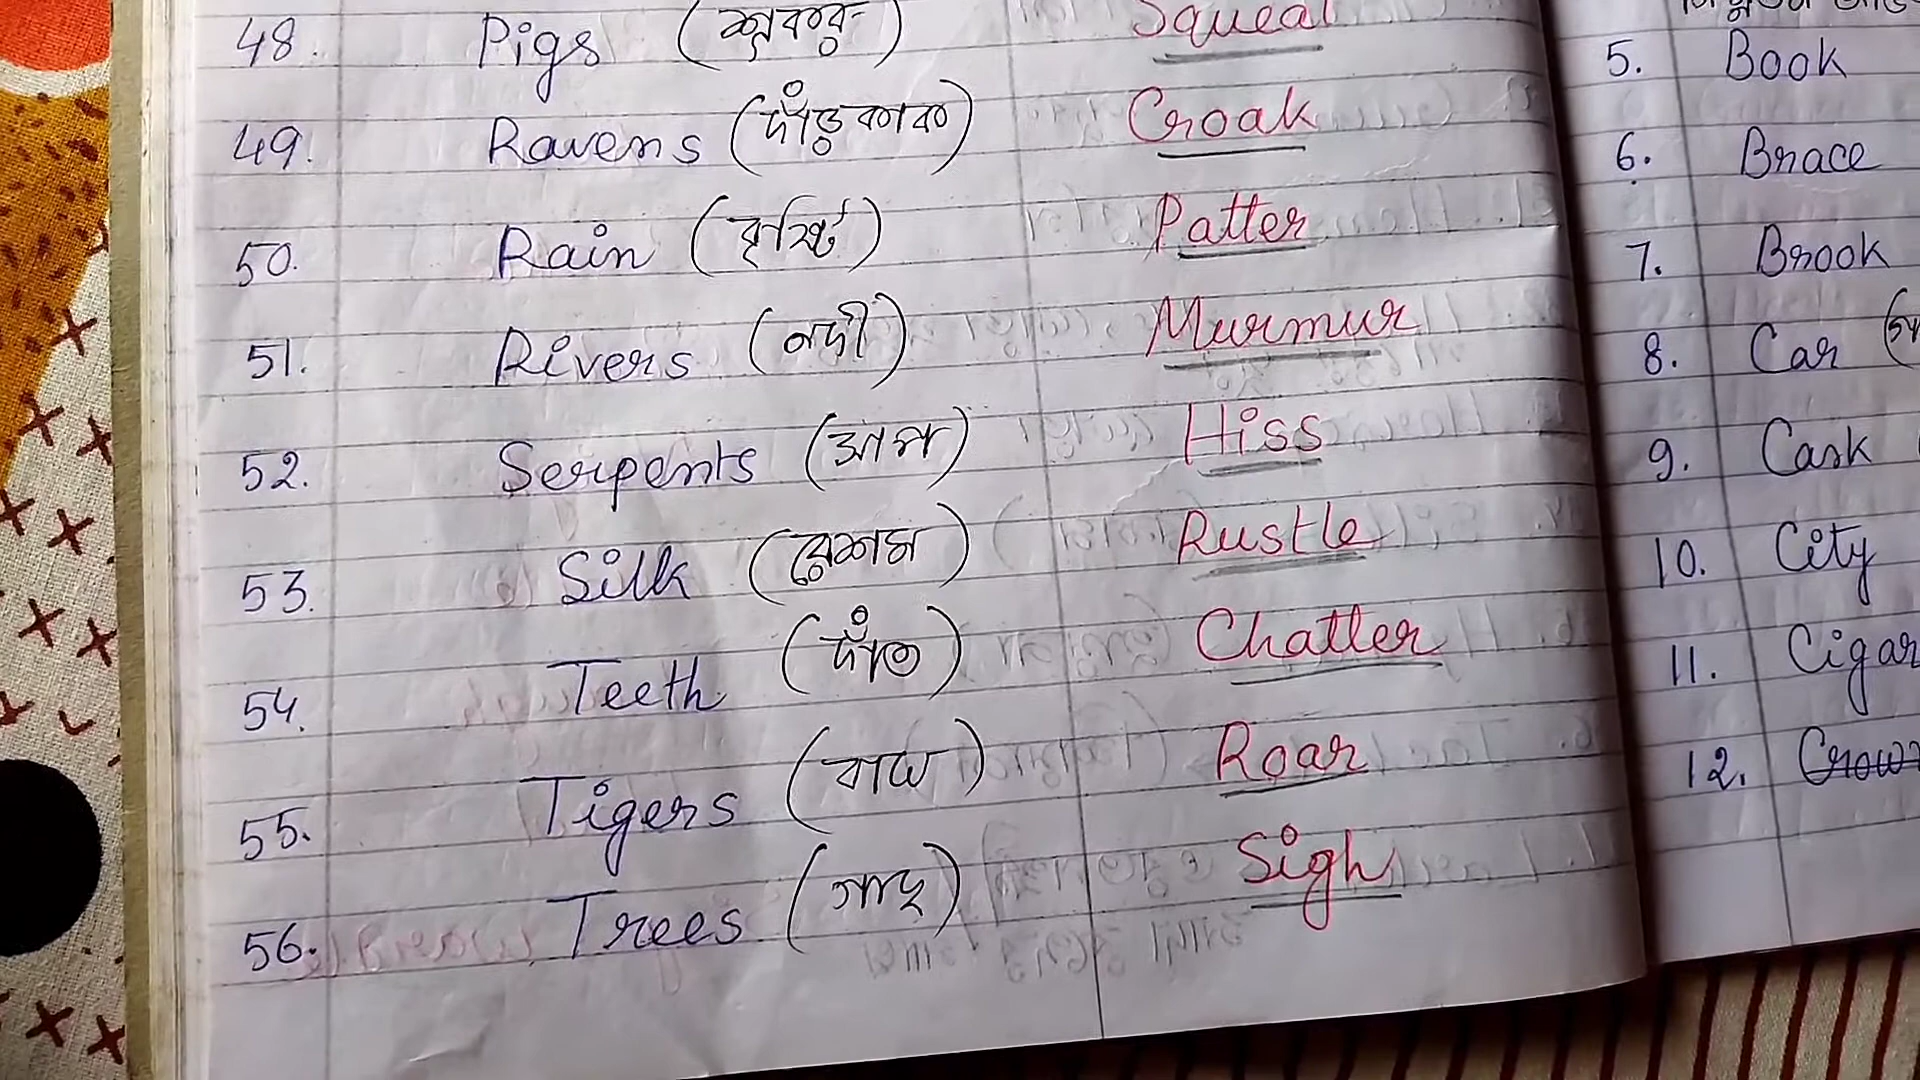 48. Pigs (শূকর) Squeal
49. Ravens (দাঁড়কাক) Croak
50. Rain (বৃষ্টি) Patter
51. Rivers (নদী) Murmur
52. Serpents (সাপ) Hiss
53. Silk (রেশম) Rustle
54. Teeth (দাঁত) Chatter
55. Tigers (বাঘ) Roar
56. Trees (গাছ) Sigh
5. Book
6. Brace
7. Brook
8. Car
9. Cask
10. City
11. Cigar
12.